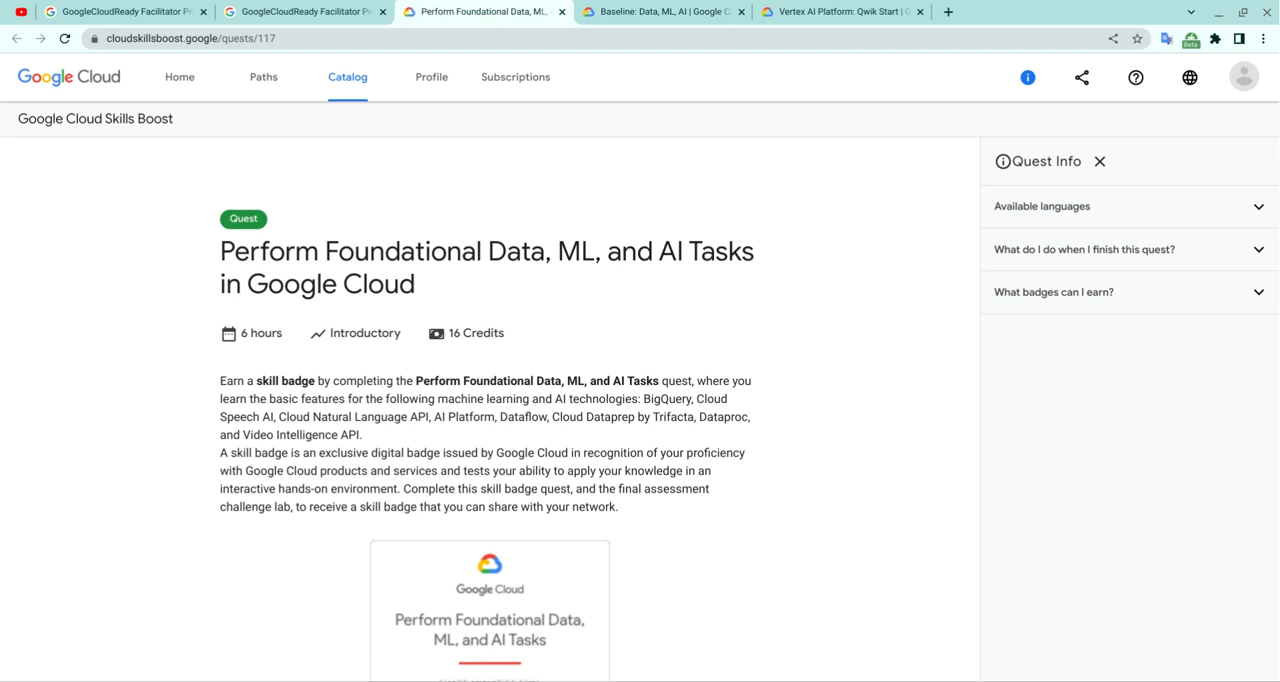 GoogleCloudReady Facilitator Pr
GoogleCloudReady Facilitator Pr
Perform Foundational Data, ML,
Baseline: Data, ML, AI | Google C
Vertex AI Platform: Qwik Start | G
cloudskillsboost.google/quests/117
Beta
Google Cloud
Home
Paths
Catalog
Profile
Subscriptions
Google Cloud Skills Boost
Quest Info
Available languages
What do I do when I finish this quest?
What badges can I earn?
Quest
Perform Foundational Data, ML, and AI Tasks
in Google Cloud
6 hours
Introductory
16 Credits
Earn a skill badge by completing the Perform Foundational Data, ML, and AI Tasks quest, where you
learn the basic features for the following machine learning and AI technologies: BigQuery, Cloud
Speech AI, Cloud Natural Language API, AI Platform, Dataflow, Cloud Dataprep by Trifacta, Dataproc,
and Video Intelligence API.
A skill badge is an exclusive digital badge issued by Google Cloud in recognition of your proficiency
with Google Cloud products and services and tests your ability to apply your knowledge in an
interactive hands-on environment. Complete this skill badge quest, and the final assessment
challenge lab, to receive a skill badge that you can share with your network.
Google Cloud
Perform Foundational Data,
ML, and AI Tasks